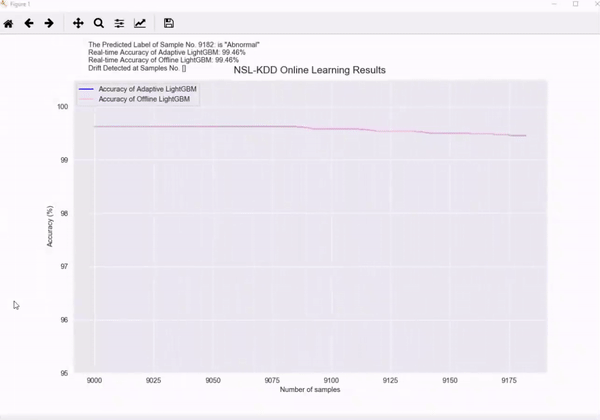 Figure 1
The Predicted Label of Sample No. 9182 is "Abnormal"
Real-time Accuracy of Adaptive LightGBM: 99.46%
Real-time Accuracy of Offline LightGBM: 99.46%
Drift Detected at Samples No. []
NSL-KDD Online Learning Results
Accuracy of Adaptive LightGBM
Accuracy of Offline LightGBM
100
99
98
97
96
95
Accuracy (%)
9000 9025 9050 9075 9100 9125 9150 9175
Number of samples